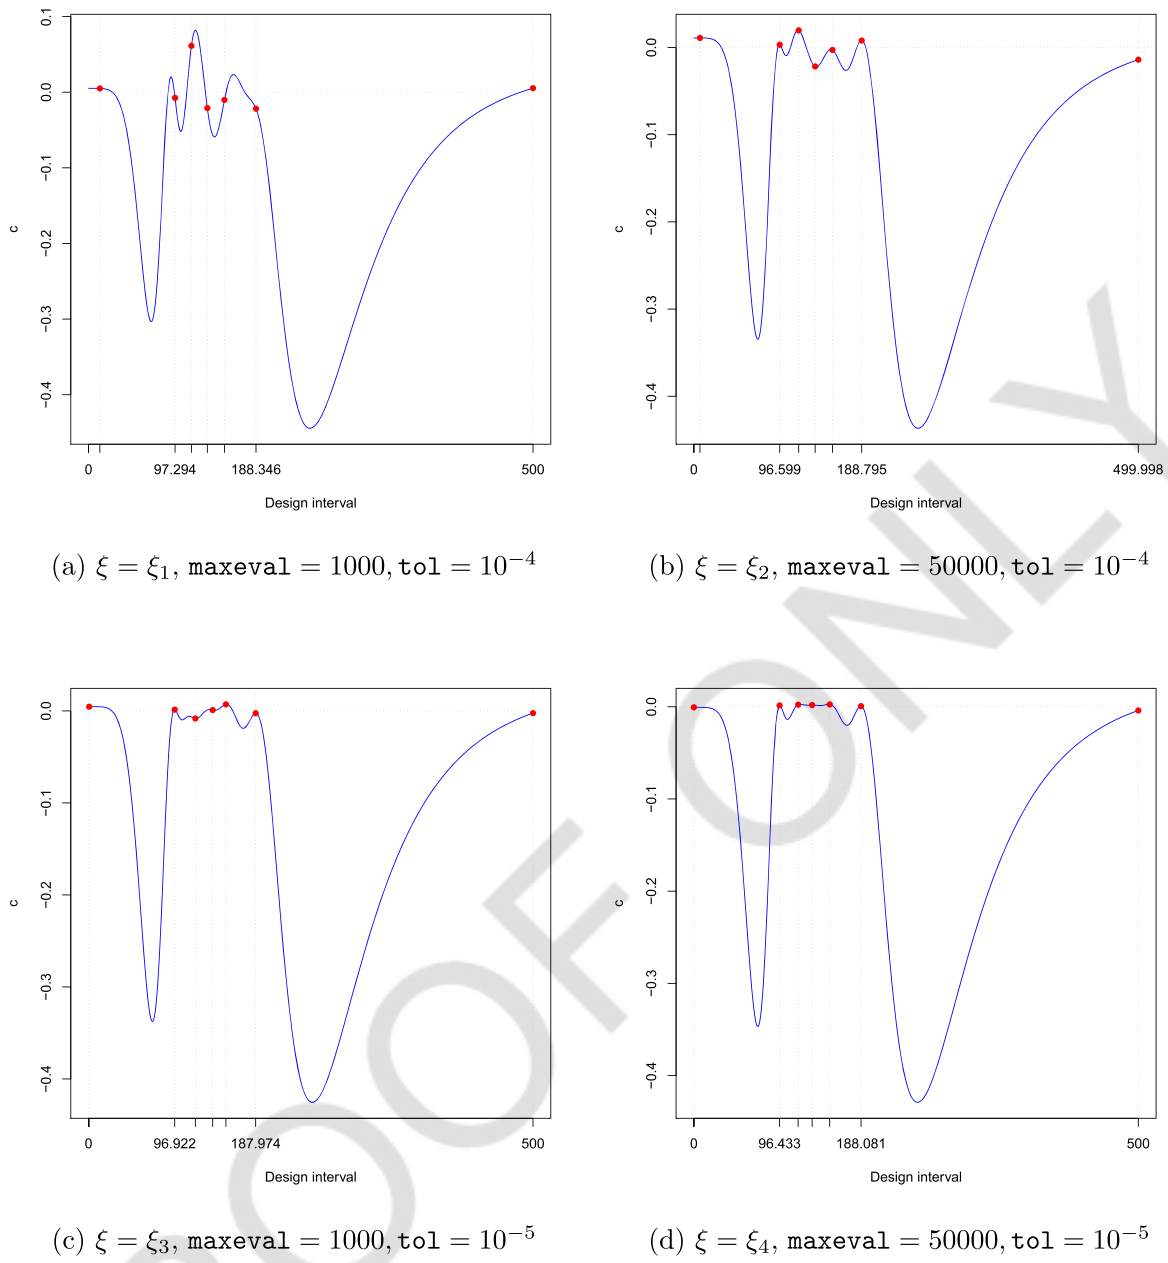 0.1
0.0
−0.1
−0.2
−0.3
−0.4
c
0 97.294 188.346 500
Design interval
(a) ξ = ξ₁, maxeval = 1000, tol = 10⁻⁴
0.0
−0.1
−0.2
−0.3
−0.4
c
0 96.599 188.795 499.998
Design interval
(b) ξ = ξ₂, maxeval = 50000, tol = 10⁻⁴
0.0
−0.1
−0.2
−0.3
−0.4
c
0 96.922 187.974 500
Design interval
(c) ξ = ξ₃, maxeval = 1000, tol = 10⁻⁵
0.0
−0.1
−0.2
−0.3
−0.4
c
0 96.433 188.081 500
Design interval
(d) ξ = ξ₄, maxeval = 50000, tol = 10⁻⁵
OOF ONLY